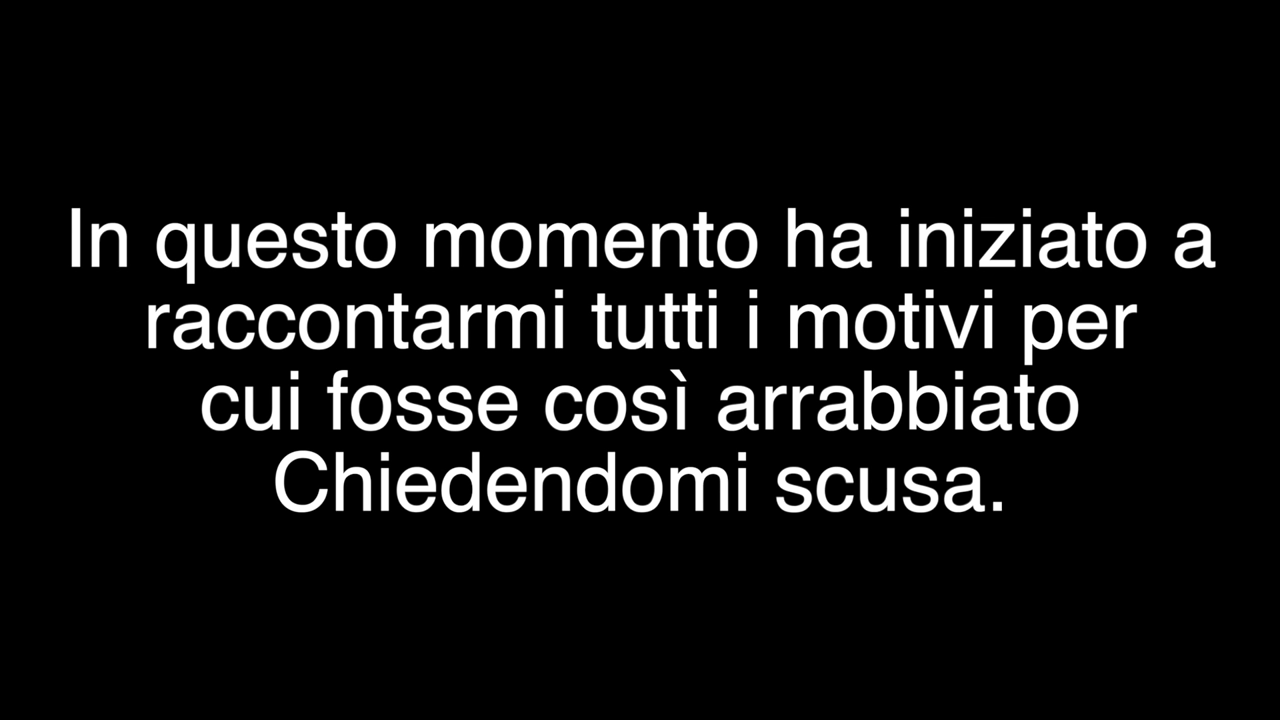 In questo momento ha iniziato a
raccontarmi tutti i motivi per
cui fosse così arrabbiato
Chiedendomi scusa.